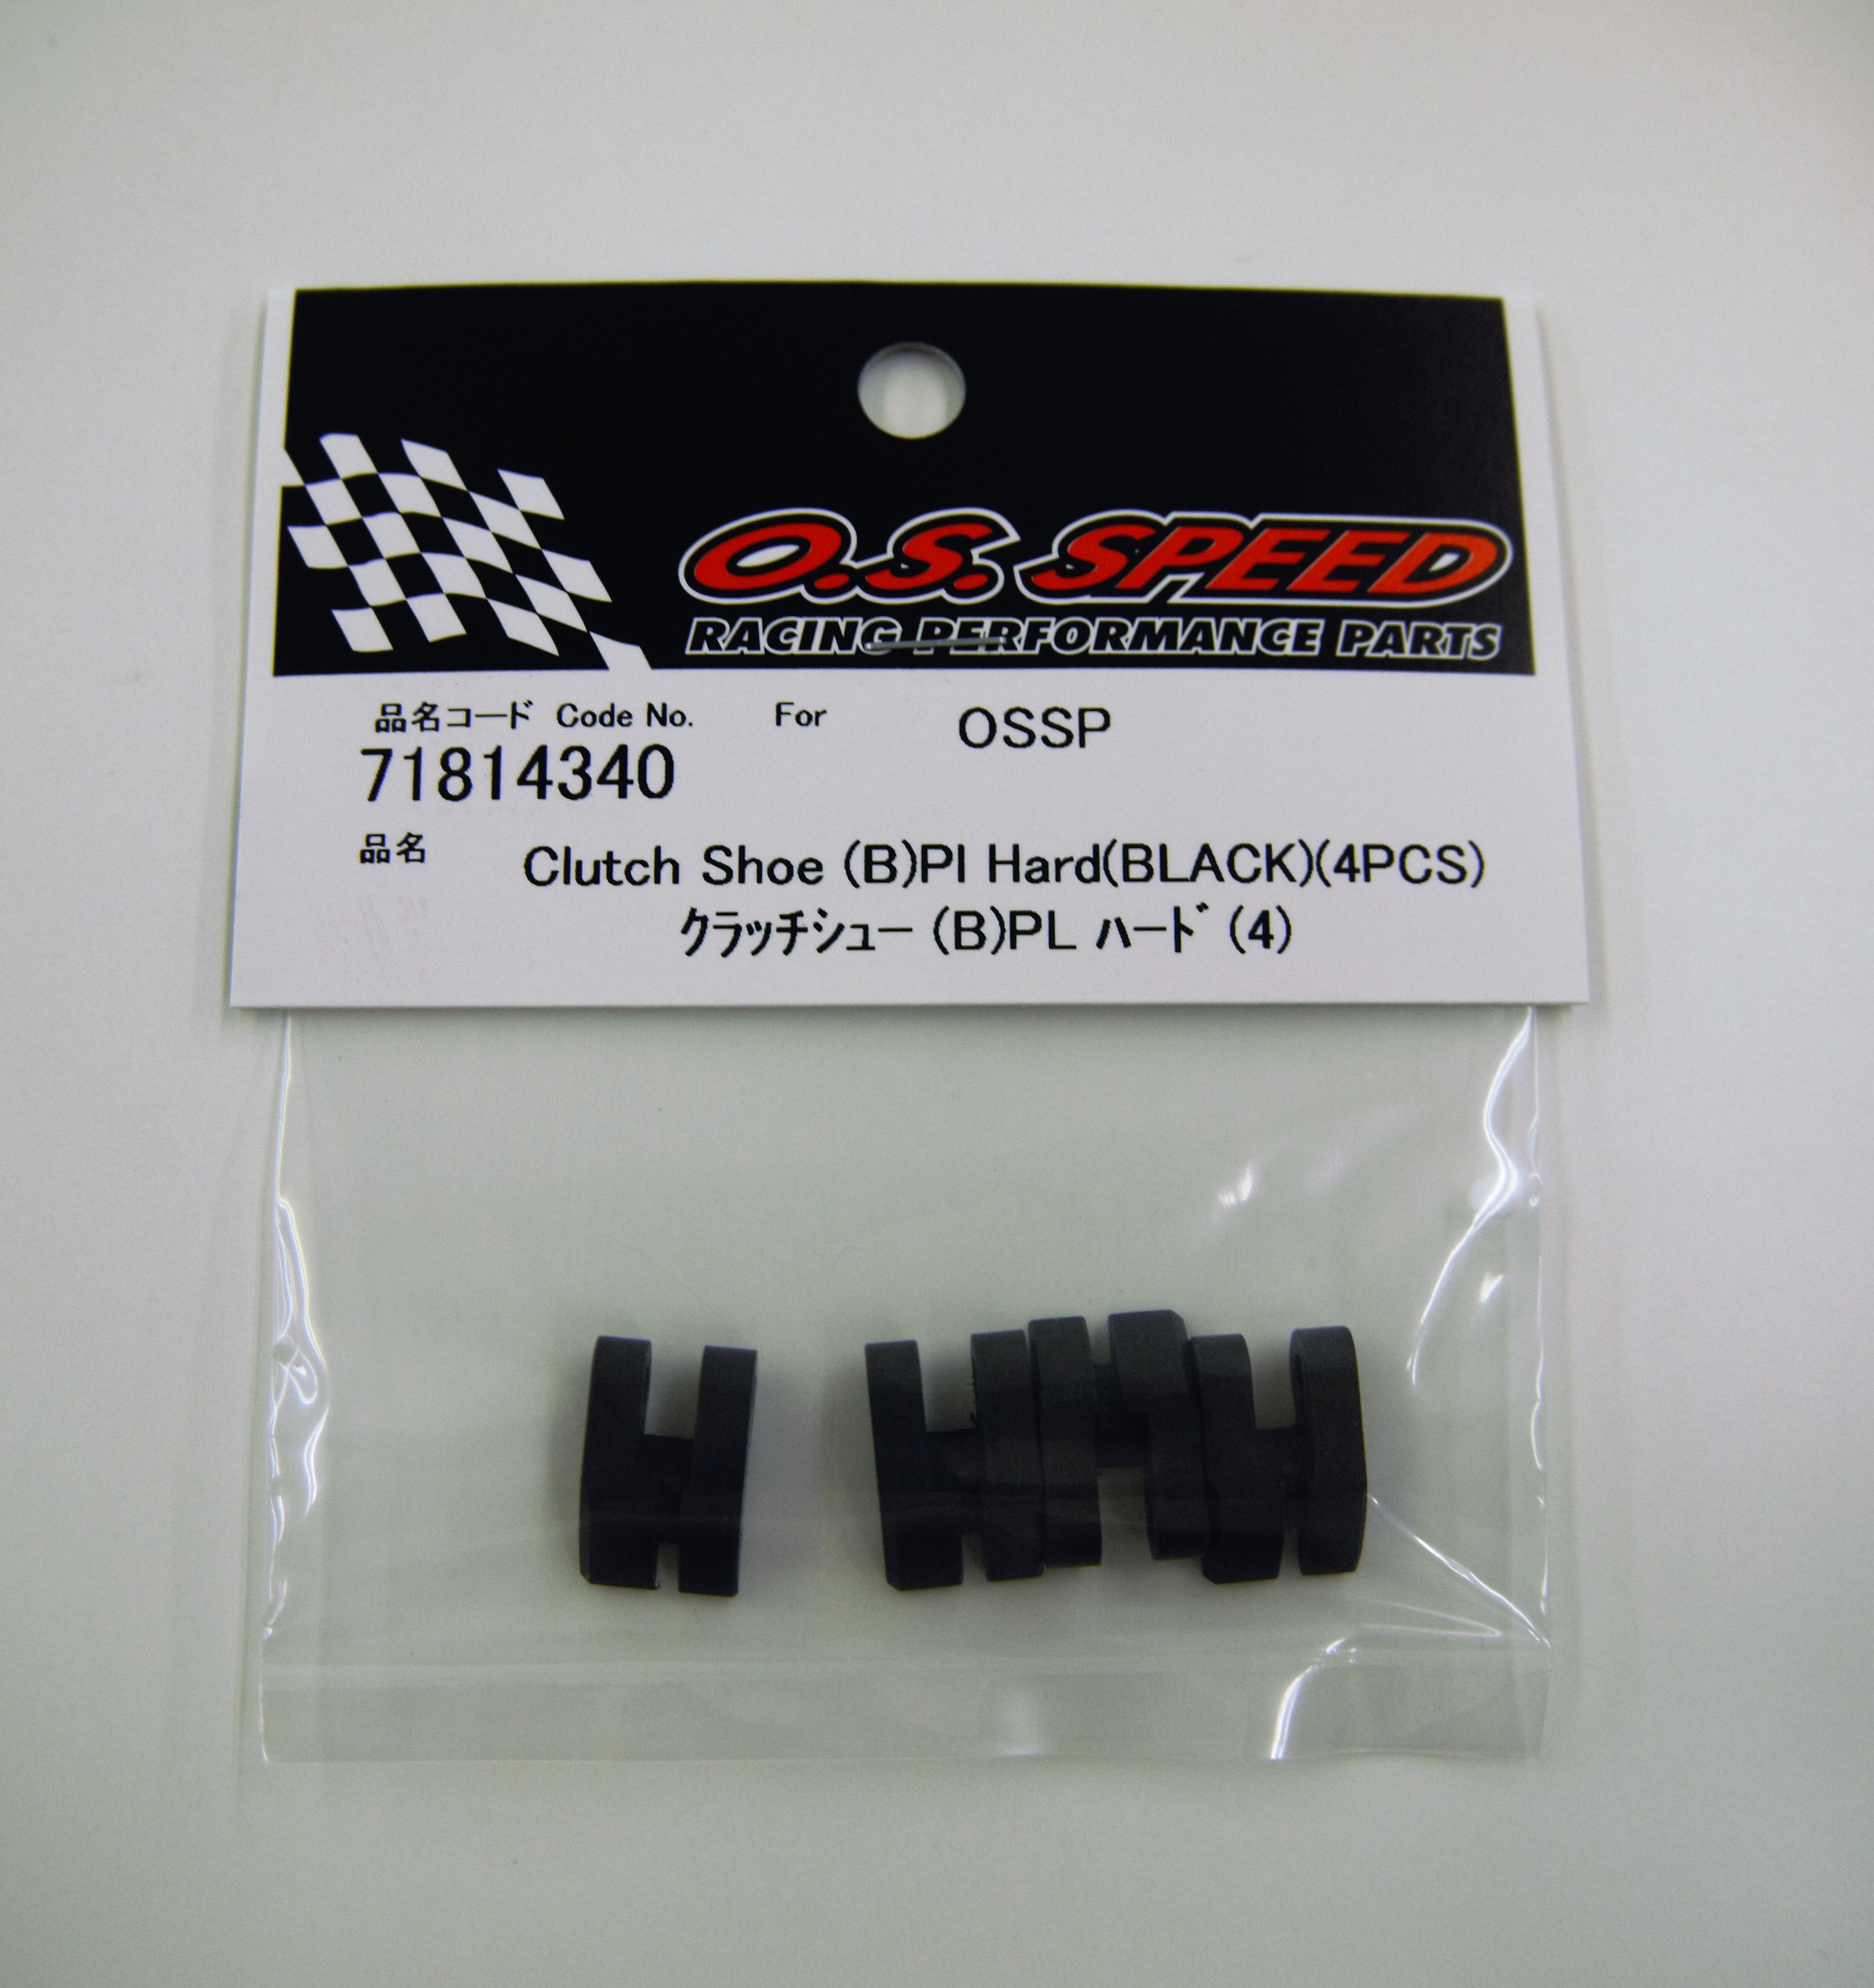 O.S. SPEED
RACING PERFORMANCE PARTS
品名コード Code No. For OSSP
71814340
品名 Clutch Shoe (B)Pl Hard(BLACK)(4PCS)
クラッチシュー (B)PL ハード (4)